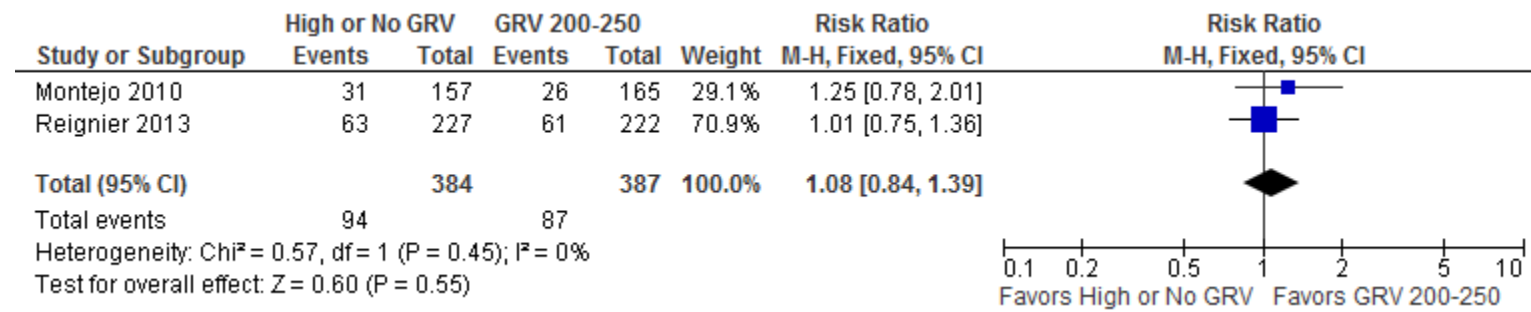 High or No GRV GRV 200-250 Risk Ratio Risk Ratio
Study or Subgroup Events Total Events Total Weight M-H, Fixed, 95% CI M-H, Fixed, 95% CI
Montejo 2010 31 157 26 165 29.1% 1.25 [0.78, 2.01]
Reignier 2013 63 227 61 222 70.9% 1.01 [0.75, 1.36]
Total (95% CI) 384 387 100.0% 1.08 [0.84, 1.39]
Total events 94 87
Heterogeneity: Chi² = 0.57, df = 1 (P = 0.45); I² = 0%
Test for overall effect: Z = 0.60 (P = 0.55)
0.1 0.2 0.5 1 2 5 10
Favors High or No GRV Favors GRV 200-250